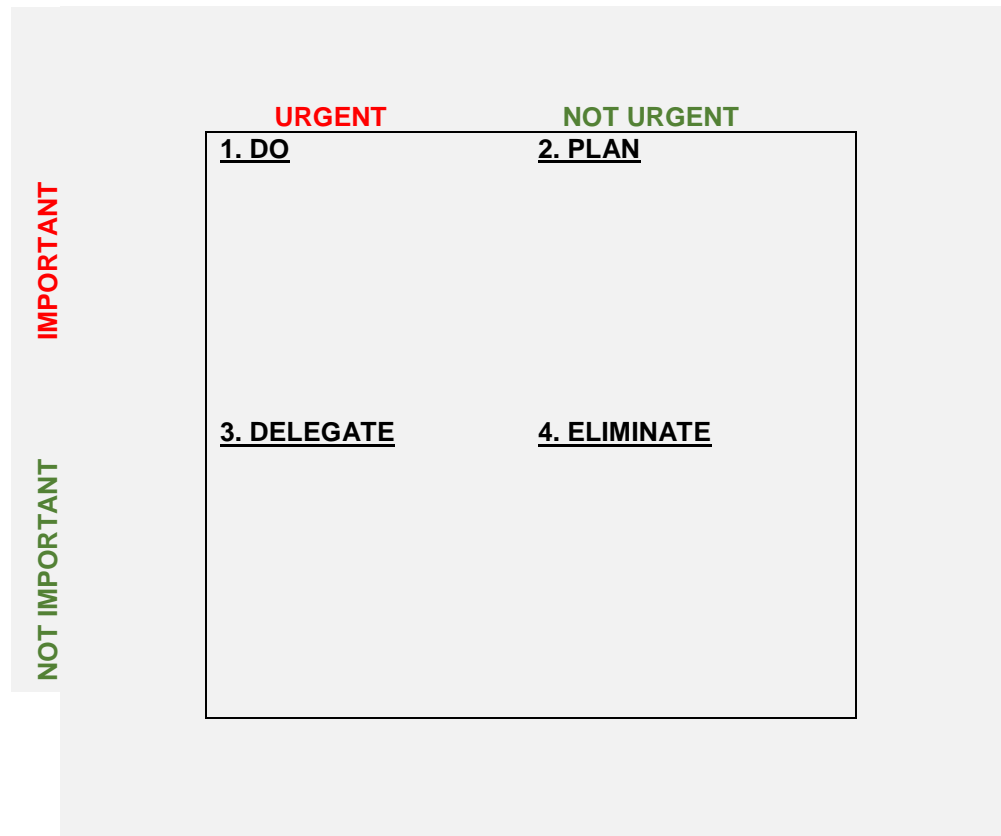 URGENT NOT URGENT
IMPORTANT
1. DO 2. PLAN
NOT IMPORTANT
3. DELEGATE 4. ELIMINATE